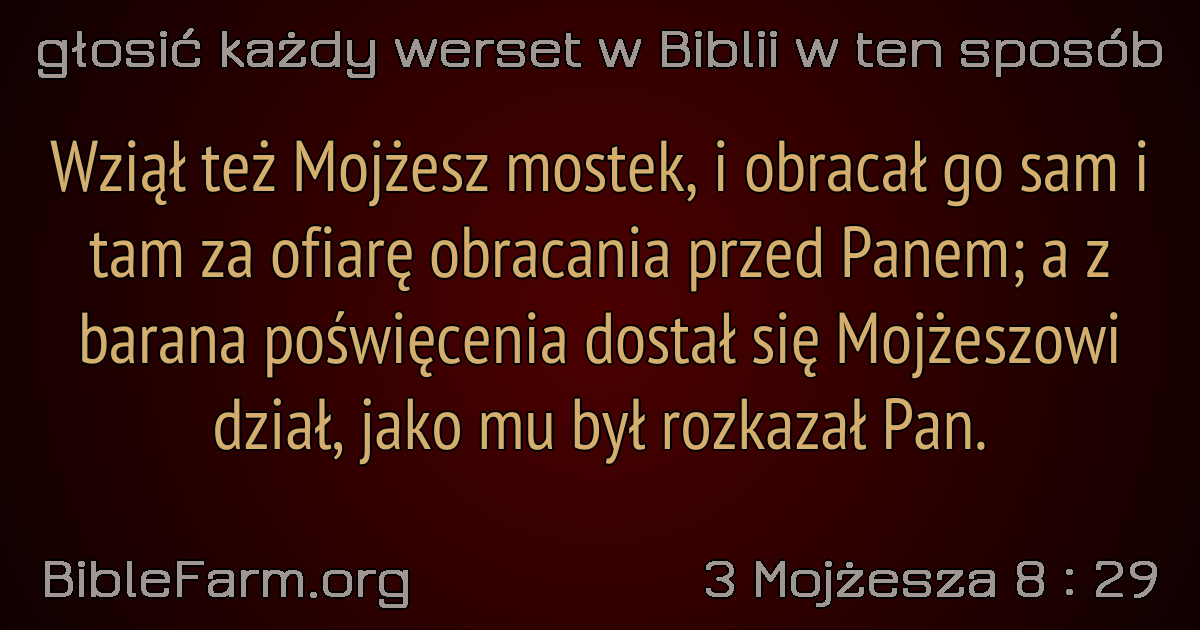 głosić każdy werset w Biblii w ten sposób
Wziął też Mojżesz mostek, i obracał go sam i
tam za ofiarę obracania przed Panem; a z
barana poświęcenia dostał się Mojżeszowi
dział, jako mu był rozkazał Pan.
BibleFarm.org
3 Mojżesza 8 : 29